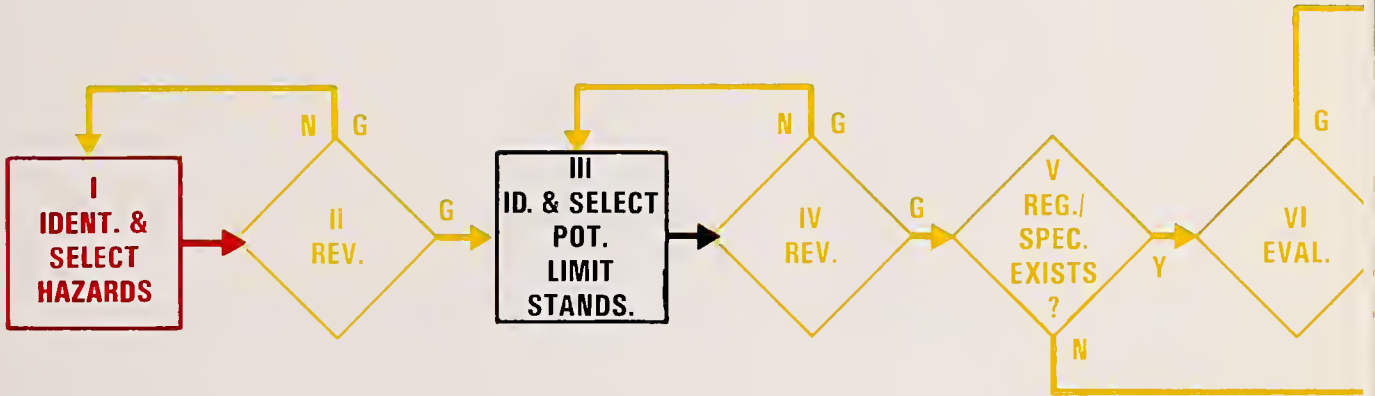 I
IDENT. &
SELECT
HAZARDS
N G
II
REV.
G
III
ID. & SELECT
POT.
LIMIT
STANDS.
N G
IV
REV.
G
V
REG./
SPEC.
EXISTS
?
Y
N
G
VI
EVAL.